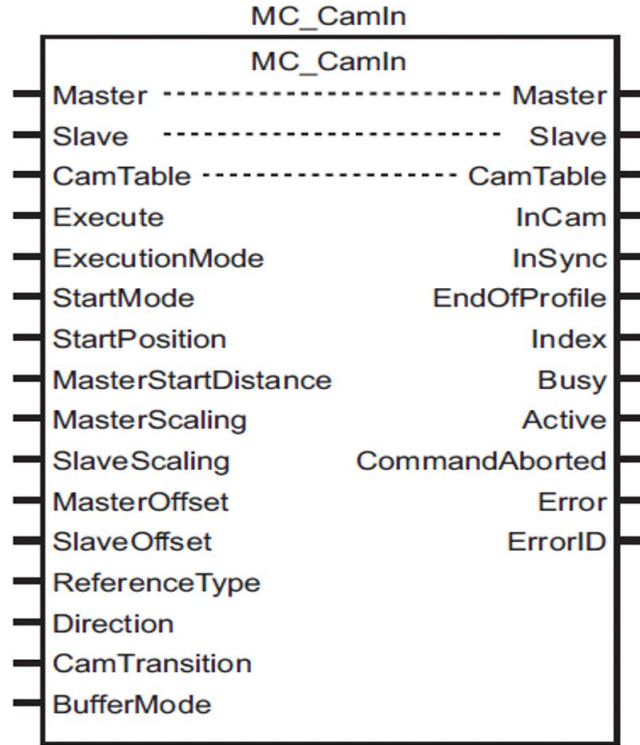 MC_CamIn
MC_CamIn
Master Master
Slave Slave
CamTable CamTable
Execute InCam
ExecutionMode InSync
StartMode EndOfProfile
StartPosition Index
MasterStartDistance Busy
MasterScaling Active
SlaveScaling CommandAborted
MasterOffset Error
SlaveOffset ErrorID
ReferenceType
Direction
CamTransition
BufferMode